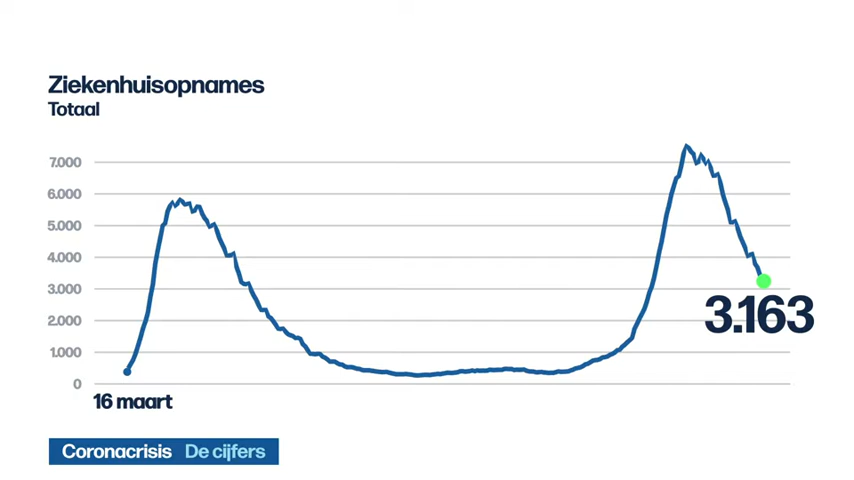 Ziekenhuisopnames
Totaal
7.000
6.000
5.000
4.000
3.000
2.000
1.000
0
3.163
16 maart
Coronacrisis De cijfers